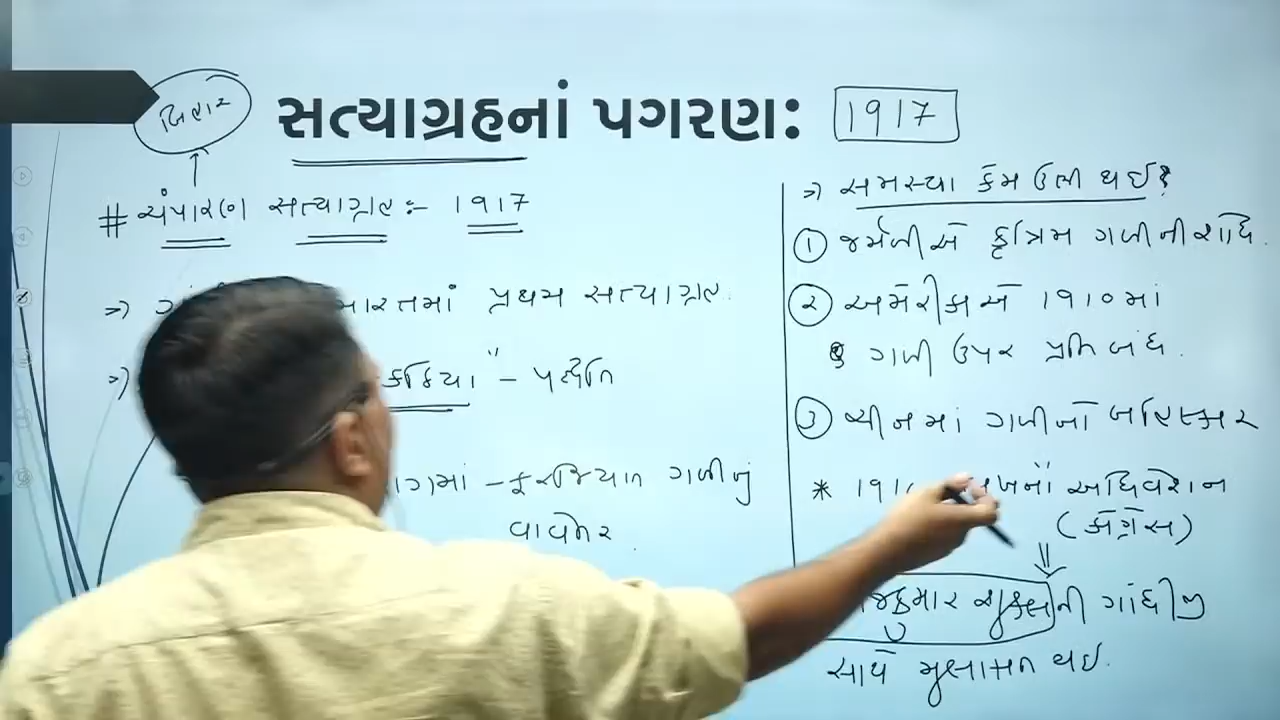 બિહાર
સત્યાગ્રહનાં પગરણ:
1917
# ચંપારણ સત્યાગ્રહ :- 1917
ભારતમાં પ્રથમ સત્યાગ્રહ.
કઠિયા" – પદ્ધતિ
ભાગમાં – ફરજિયાત ગળીનું
વાવેતર.
⇒ સમસ્યા કેમ ઉભી થઈ?
① જર્મનીએ કૃત્રિમ ગળીની શોધ.
② અમેરીકાએ 1910માં
ગળી ઉપર પ્રતિબંધ.
③ ચીનમાં ગળીનો બહિષ્કાર
* અધિવેશન
(કોંગ્રેસ)
રાજકુમાર શુક્લની ગાંધીજી
સાથે મુલાકાત થઈ.